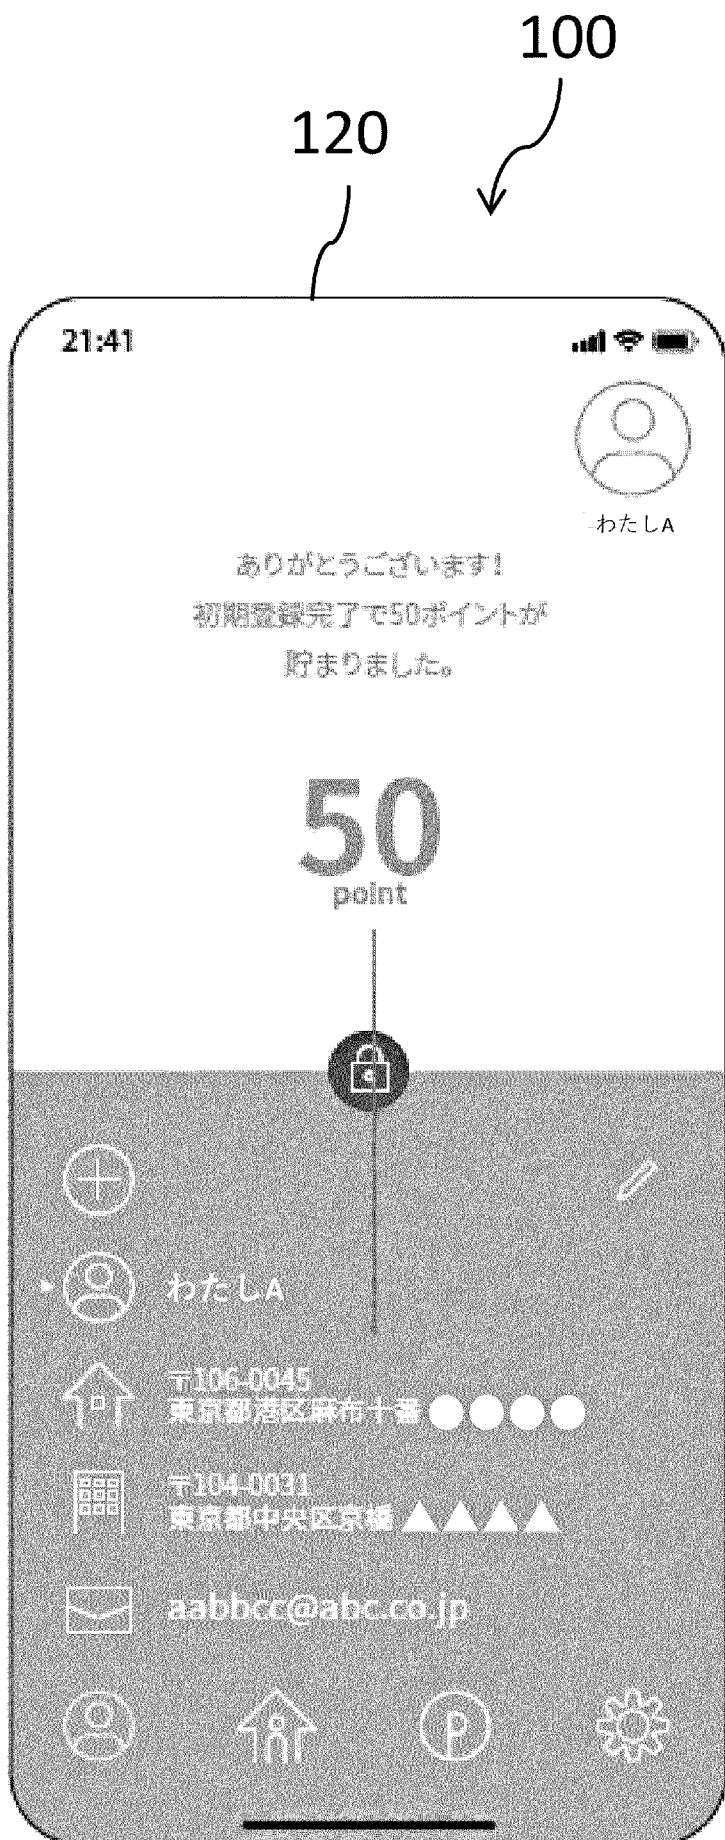 100
120
21:41
わたしA
ありがとうございます!
初期登録完了で50ポイントが
貯まりました。
50
point
わたしA
〒106-0045
東京都港区麻布十番●●●●
〒104-0031
東京都中央区京橋▲▲▲▲
aabbcc@abc.co.jp
P